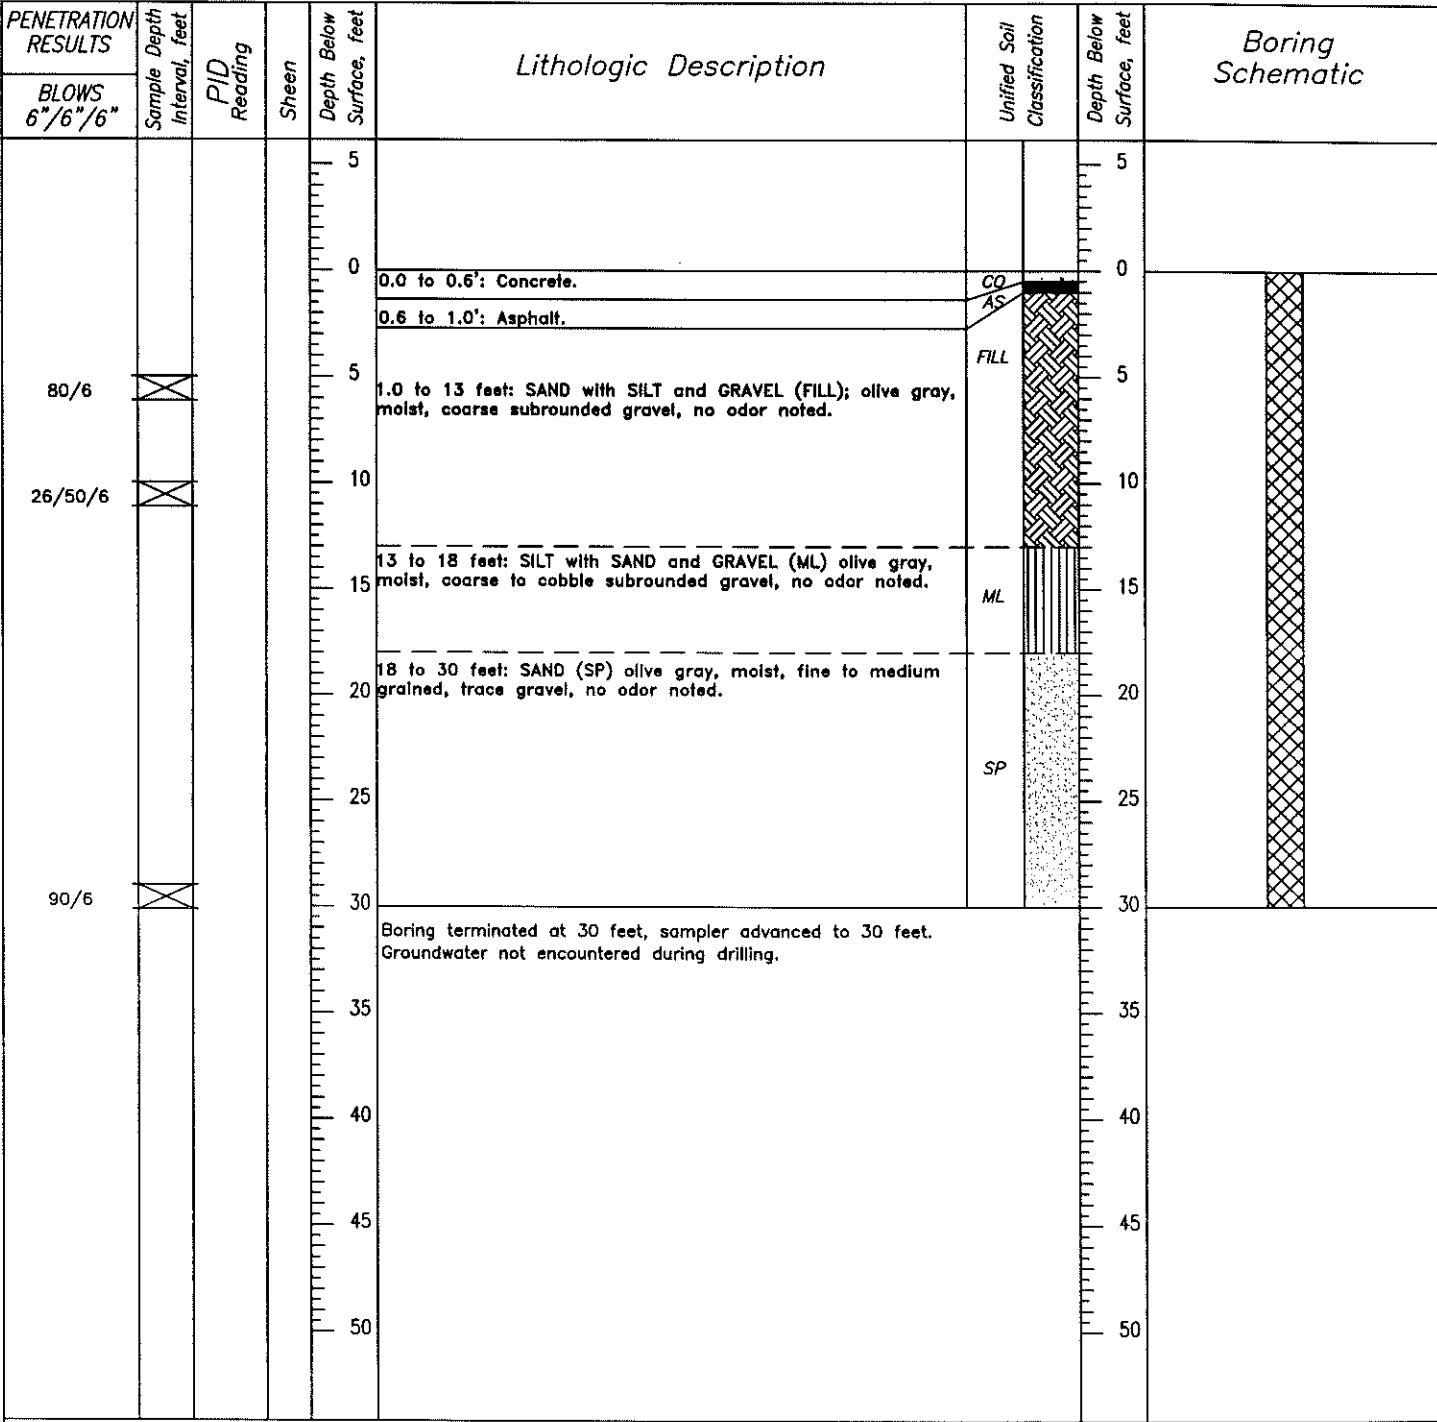 PENETRATION
RESULTS
BLOWS
6"/6"/6"
Sample Depth
Interval, feet
PID
Reading
Sheen
Depth Below
Surface, feet
Lithologic Description
Unified Soil
Classification
Depth Below
Surface, feet
Boring
Schematic
5
5
0
0
0.0 to 0.6': Concrete.
CO
AS
0.6 to 1.0': Asphalt.
FILL
80/6
5
5
1.0 to 13 feet: SAND with SILT and GRAVEL (FILL); olive gray,
moist, coarse subrounded gravel, no odor noted.
26/50/6
10
10
13 to 18 feet: SILT with SAND and GRAVEL (ML) olive gray,
moist, coarse to cobble subrounded gravel, no odor noted.
15
15
ML
18 to 30 feet: SAND (SP) olive gray, moist, fine to medium
grained, trace gravel, no odor noted.
20
20
SP
25
25
90/6
30
30
Boring terminated at 30 feet, sampler advanced to 30 feet.
Groundwater not encountered during drilling.
35
35
40
40
45
45
50
50